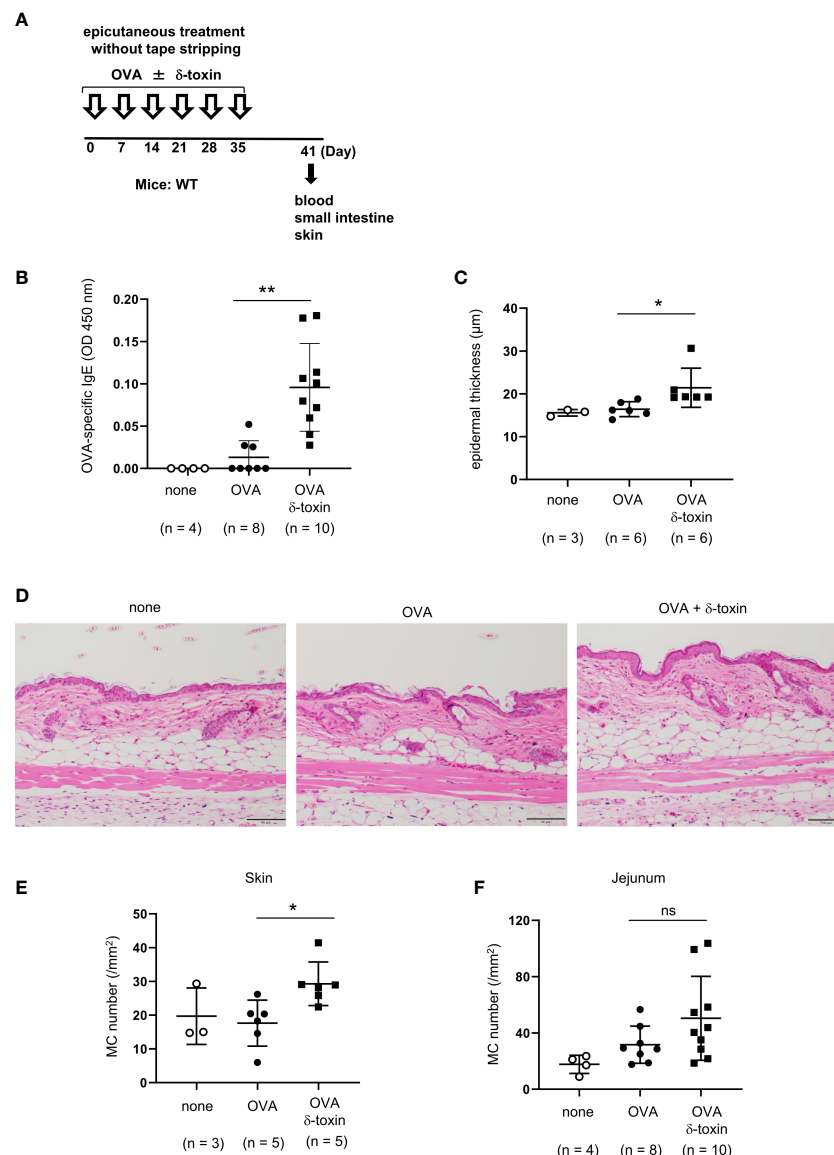 A
epicutaneous treatment
without tape stripping
OVA ± δ-toxin
0 7 14 21 28 35 41 (Day)
Mice: WT
blood
small intestine
skin
B
OVA-specific IgE (OD 450 nm)
0.20
0.15
0.10
0.05
0.00
**
none OVA OVA
δ-toxin
(n = 4) (n = 8) (n = 10)
C
epidermal thickness (μm)
40
30
20
10
0
*
none OVA OVA
δ-toxin
(n = 3) (n = 6) (n = 6)
D
none OVA OVA + δ-toxin
E
Skin
MC number (/mm²)
50
40
30
20
10
0
*
none OVA OVA
δ-toxin
(n = 3) (n = 5) (n = 5)
F
Jejunum
MC number (/mm²)
120
80
40
0
ns
none OVA OVA
δ-toxin
(n = 4) (n = 8) (n = 10)